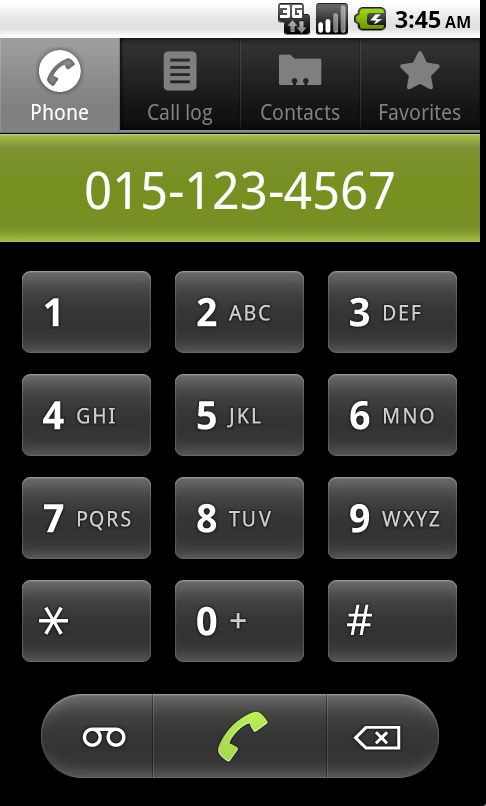 3G 3:45 AM
Phone Call log Contacts Favorites
015-123-4567
1 2 ABC 3 DEF
4 GHI 5 JKL 6 MNO
7 PQRS 8 TUV 9 WXYZ
* 0 + #